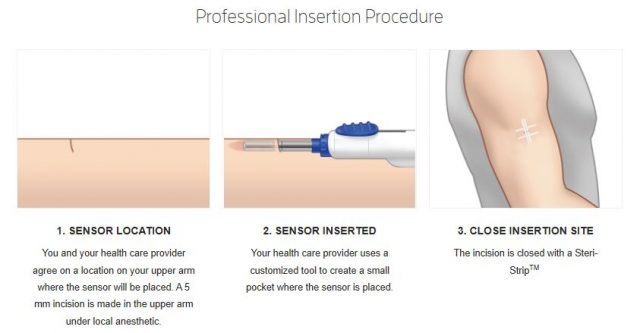 Professional Insertion Procedure
1. SENSOR LOCATION
You and your health care provider
agree on a location on your upper arm
where the sensor will be placed. A 5
mm incision is made in the upper arm
under local anesthetic.
2. SENSOR INSERTED
Your health care provider uses a
customized tool to create a small
pocket where the sensor is placed.
3. CLOSE INSERTION SITE
The incision is closed with a Steri-
Strip™